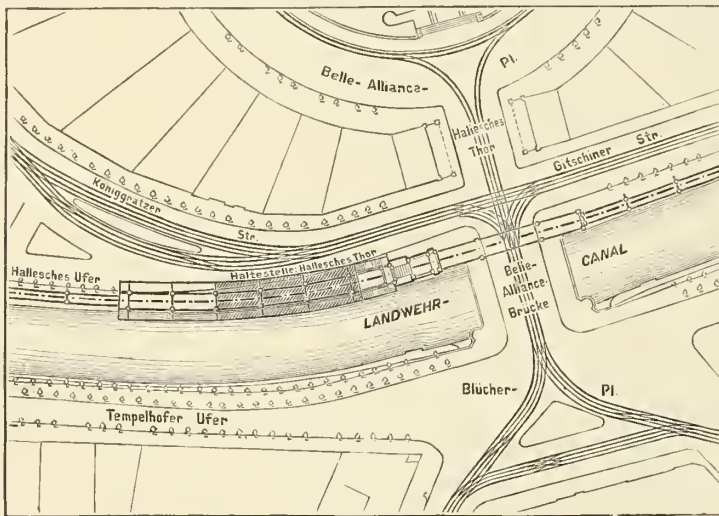 Belle-Alliance-
Pl.
Hallesches
Thor
Gitschiner Str.
Königgrätzer
Str.
Haltestelle: Hallesches Thor
Hallesches Ufer
CANAL
Belle-
Alliance-
Brücke
LANDWEHR-
Blücher-
Pl.
Tempelhofer Ufer